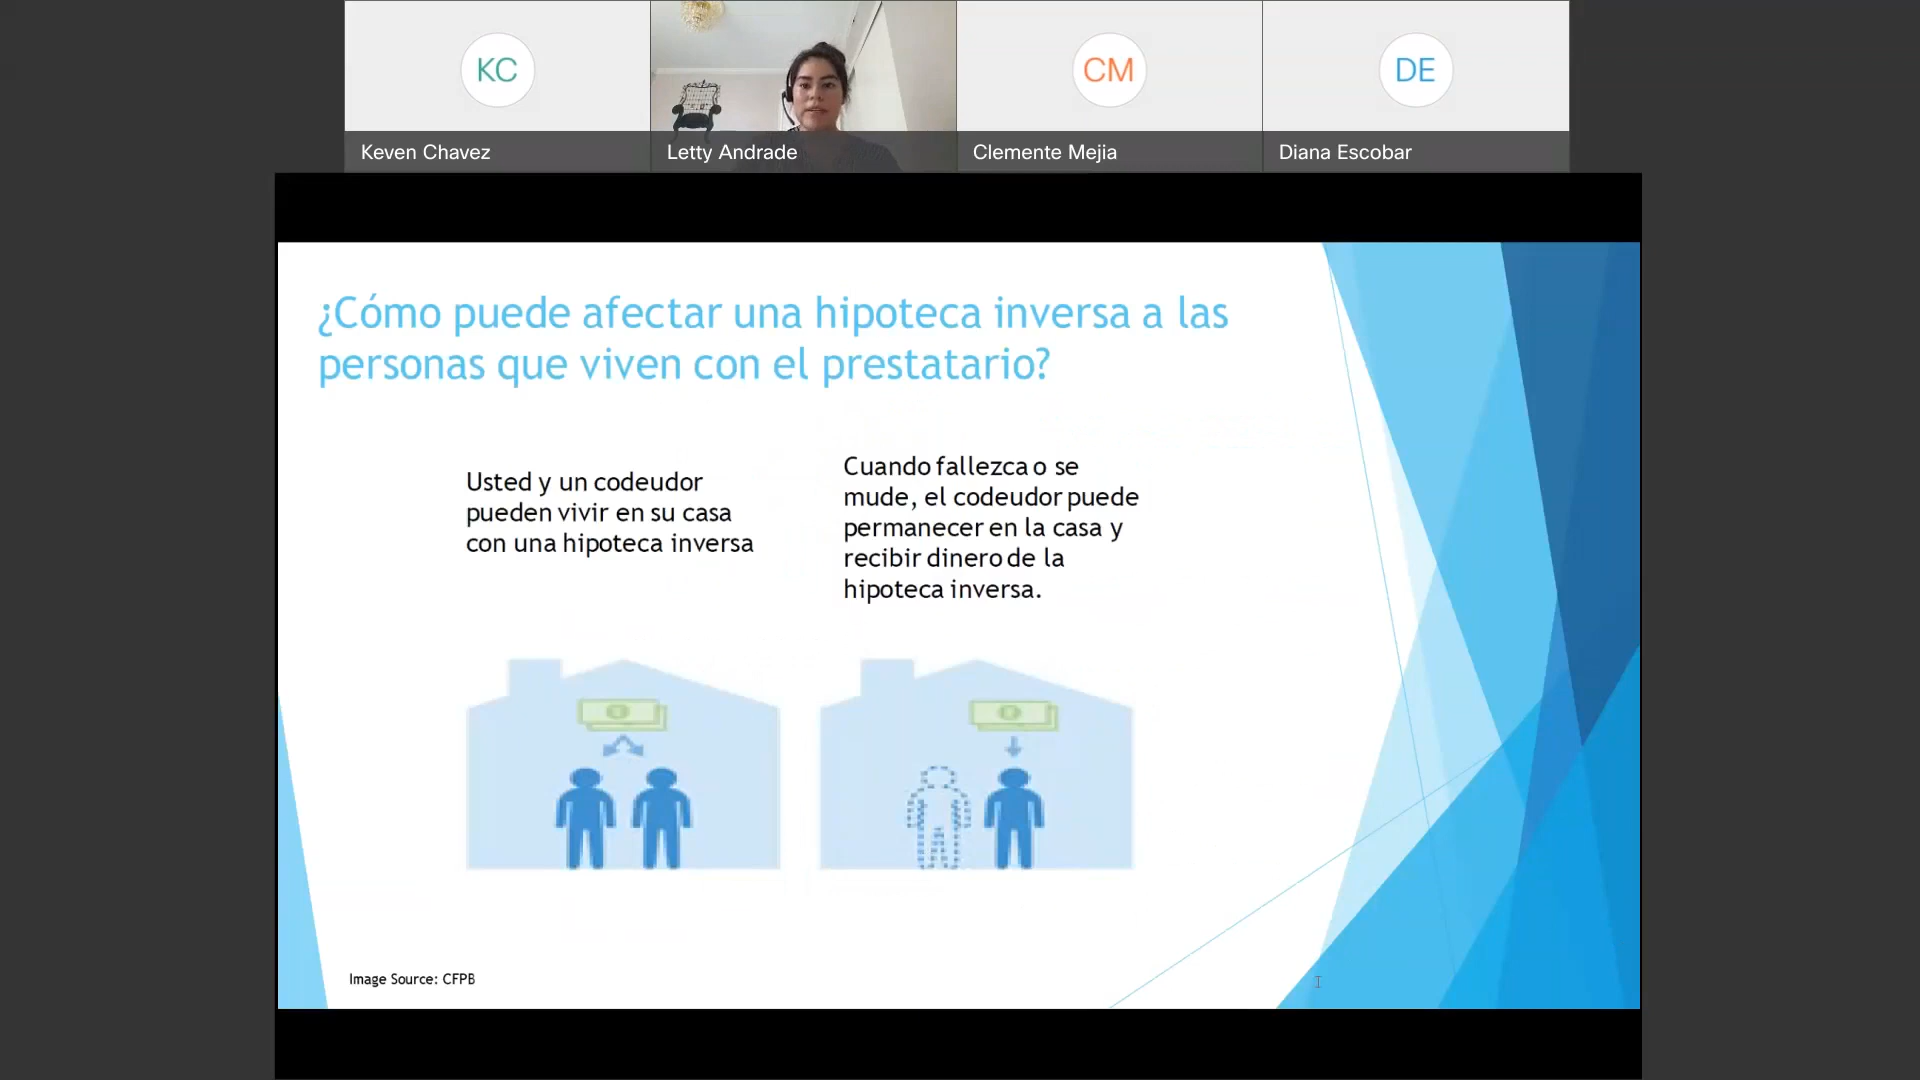 KC
CM
DE
Keven Chavez
Letty Andrade
Clemente Mejia
Diana Escobar
¿Cómo puede afectar una hipoteca inversa a las
personas que viven con el prestatario?
Usted y un codeudor
pueden vivir en su casa
con una hipoteca inversa
Cuando fallezca o se
mude, el codeudor puede
permanecer en la casa y
recibir dinero de la
hipoteca inversa.
Image Source: CFPB